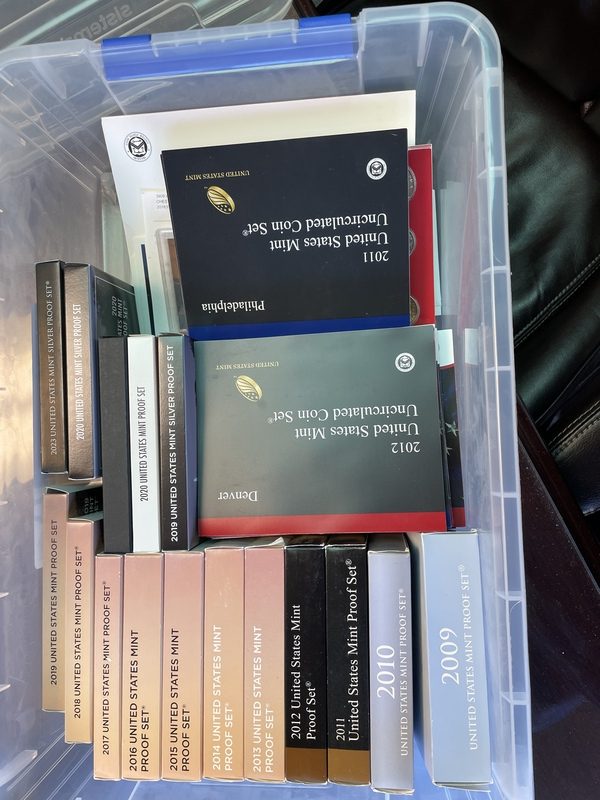 UNITED STATES MINT
2011
United States Mint
Uncirculated Coin Set®
Philadelphia
UNITED STATES MINT
2012
United States Mint
Uncirculated Coin Set®
Denver
2023 UNITED STATES MINT SILVER PROOF SET®
2020 UNITED STATES MINT SILVER PROOF SET
2020
2020 UNITED STATES MINT PROOF SET
2019 UNITED STATES MINT SILVER PROOF SET
2019 UNITED STATES MINT PROOF SET
2019
2018 UNITED STATES MINT PROOF SET®
2017 UNITED STATES MINT PROOF SET®
2016 UNITED STATES MINT
PROOF SET®
2015 UNITED STATES MINT
PROOF SET®
2014 UNITED STATES MINT
PROOF SET®
2013 UNITED STATES MINT
PROOF SET®
2012 United States Mint
Proof Set®
2011
United States Mint Proof Set®
2010
UNITED STATES MINT PROOF SET®
2009
UNITED STATES MINT PROOF SET®